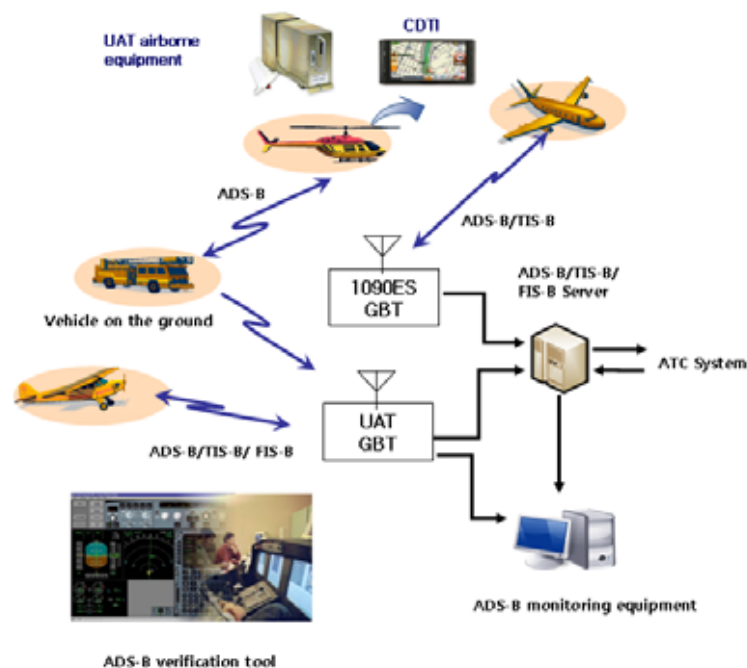 UAT airborne
equipment
CDTI
ADS-B
ADS-B/TIS-B
Vehicle on the ground
1090ES
GBT
ADS-B/TIS-B/
FIS-B Server
ATC System
UAT
GBT
ADS-B/TIS-B/ FIS-B
ADS-B monitoring equipment
ADS-B verification tool